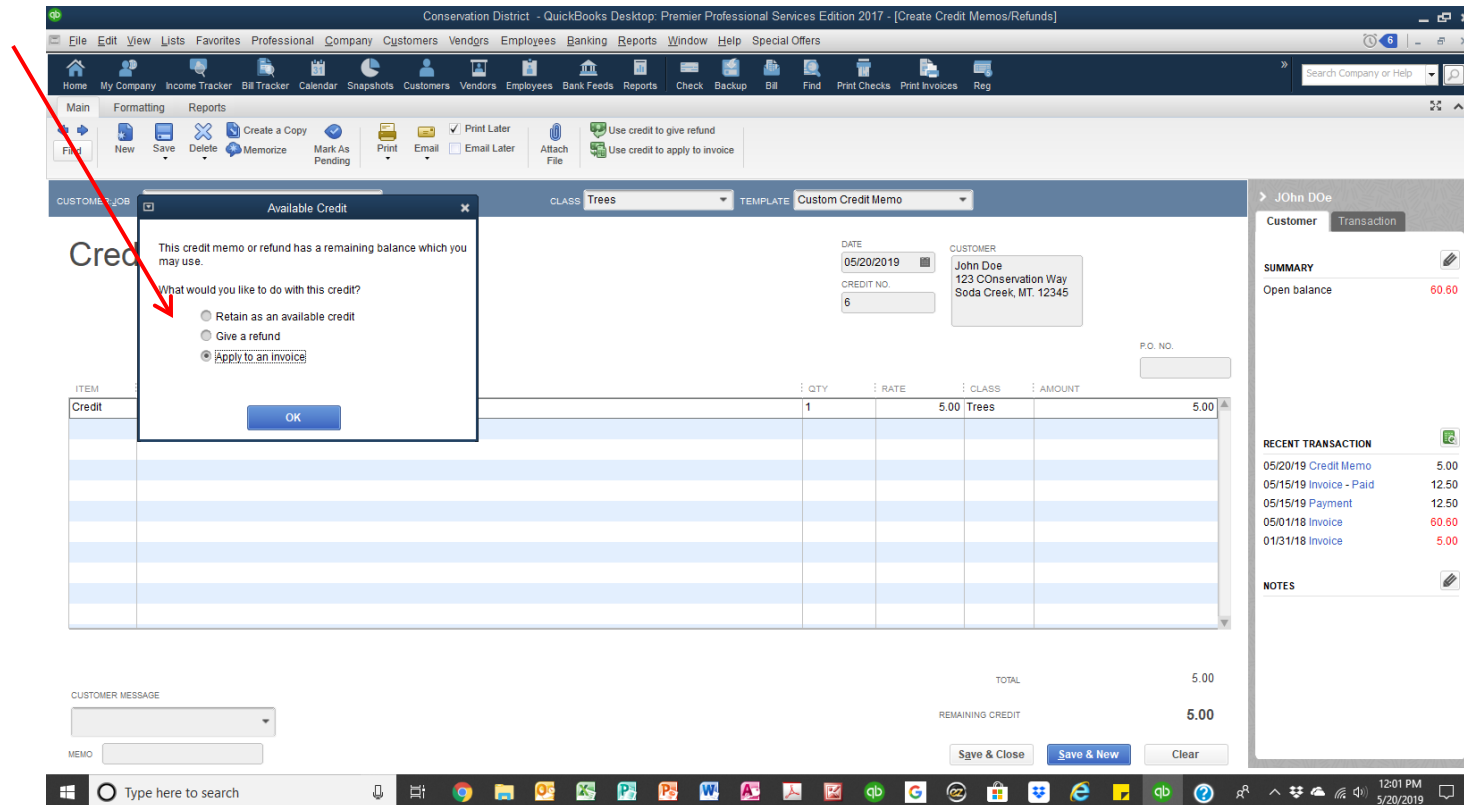 qb
Conservation District - QuickBooks Desktop: Premier Professional Services Edition 2017 - [Create Credit Memos/Refunds]
File Edit View Lists Favorites Professional Company Customers Vendors Employees Banking Reports Window Help Special Offers
6
Home My Company Income Tracker Bill Tracker Calendar Snapshots Customers Vendors Employees Bank Feeds Reports Check Backup Bill Find Print Checks Print Invoices Reg
» Search Company or Help
Main Formatting Reports
Find New Save Delete Create a Copy Memorize Mark As Pending Print Email Print Later Email Later Attach File Use credit to give refund Use credit to apply to invoice
CUSTOMER:JOB
CLASS Trees TEMPLATE Custom Credit Memo
Available Credit
This credit memo or refund has a remaining balance which you
may use.
What would you like to do with this credit?
Retain as an available credit
Give a refund
Apply to an invoice
OK
Cred
DATE
05/20/2019
CREDIT NO.
6
CUSTOMER
John Doe
123 COnservation Way
Soda Creek, MT. 12345
P.O. NO.
ITEM QTY RATE CLASS AMOUNT
Credit 1 5.00 Trees 5.00
TOTAL 5.00
CUSTOMER MESSAGE
REMAINING CREDIT 5.00
MEMO
Save & Close Save & New Clear
JOhn DOe
Customer Transaction
SUMMARY
Open balance 60.60
RECENT TRANSACTION
05/20/19 Credit Memo 5.00
05/15/19 Invoice - Paid 12.50
05/15/19 Payment 12.50
05/01/18 Invoice 60.60
01/31/18 Invoice 5.00
NOTES
Type here to search
12:01 PM
5/20/2019